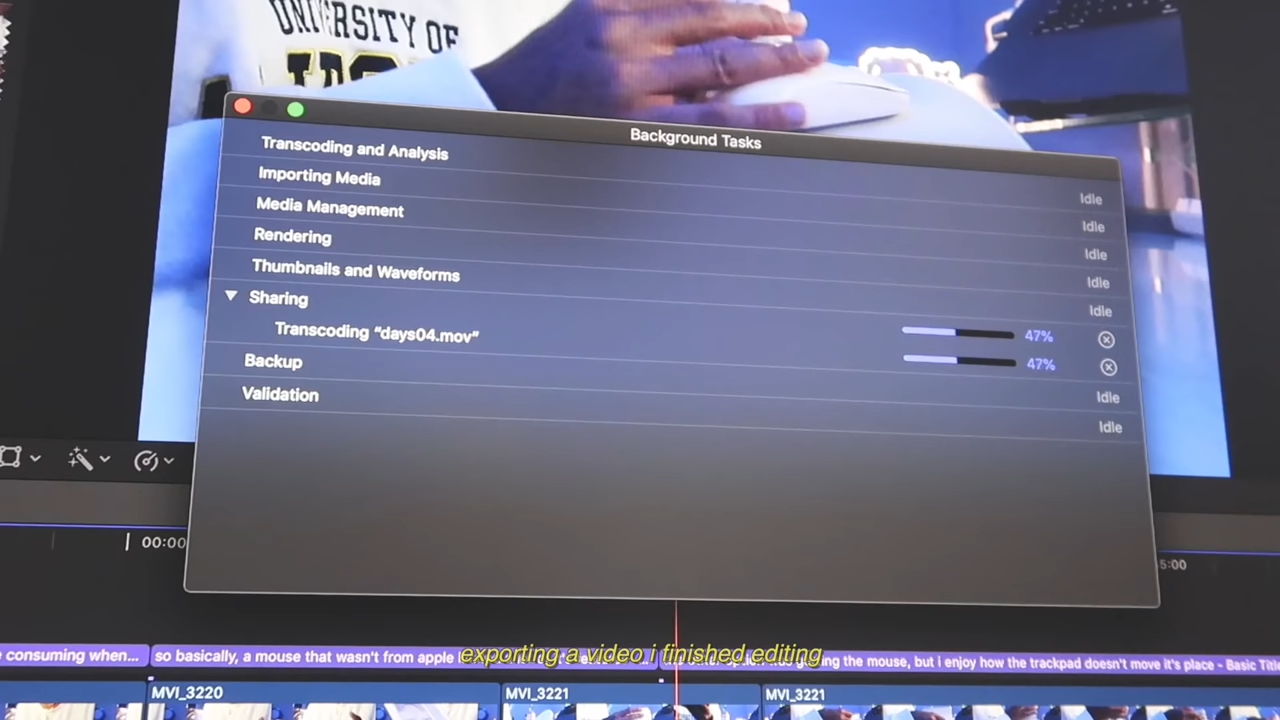 UNIVERSITY OF
Background Tasks
Transcoding and Analysis
Idle
Importing Media
Idle
Media Management
Idle
Rendering
Idle
Thumbnails and Waveforms
Idle
Sharing
47%
Transcoding “days04.mov”
47%
Backup
Idle
Validation
Idle
00:00
5:00
consuming when...
so basically, a mouse that wasn't from apple
the mouse, but i enjoy how the trackpad doesn't move it's place - Basic Title
exporting a video i finished editing
MVI_3220
MVI_3221
MVI_3221